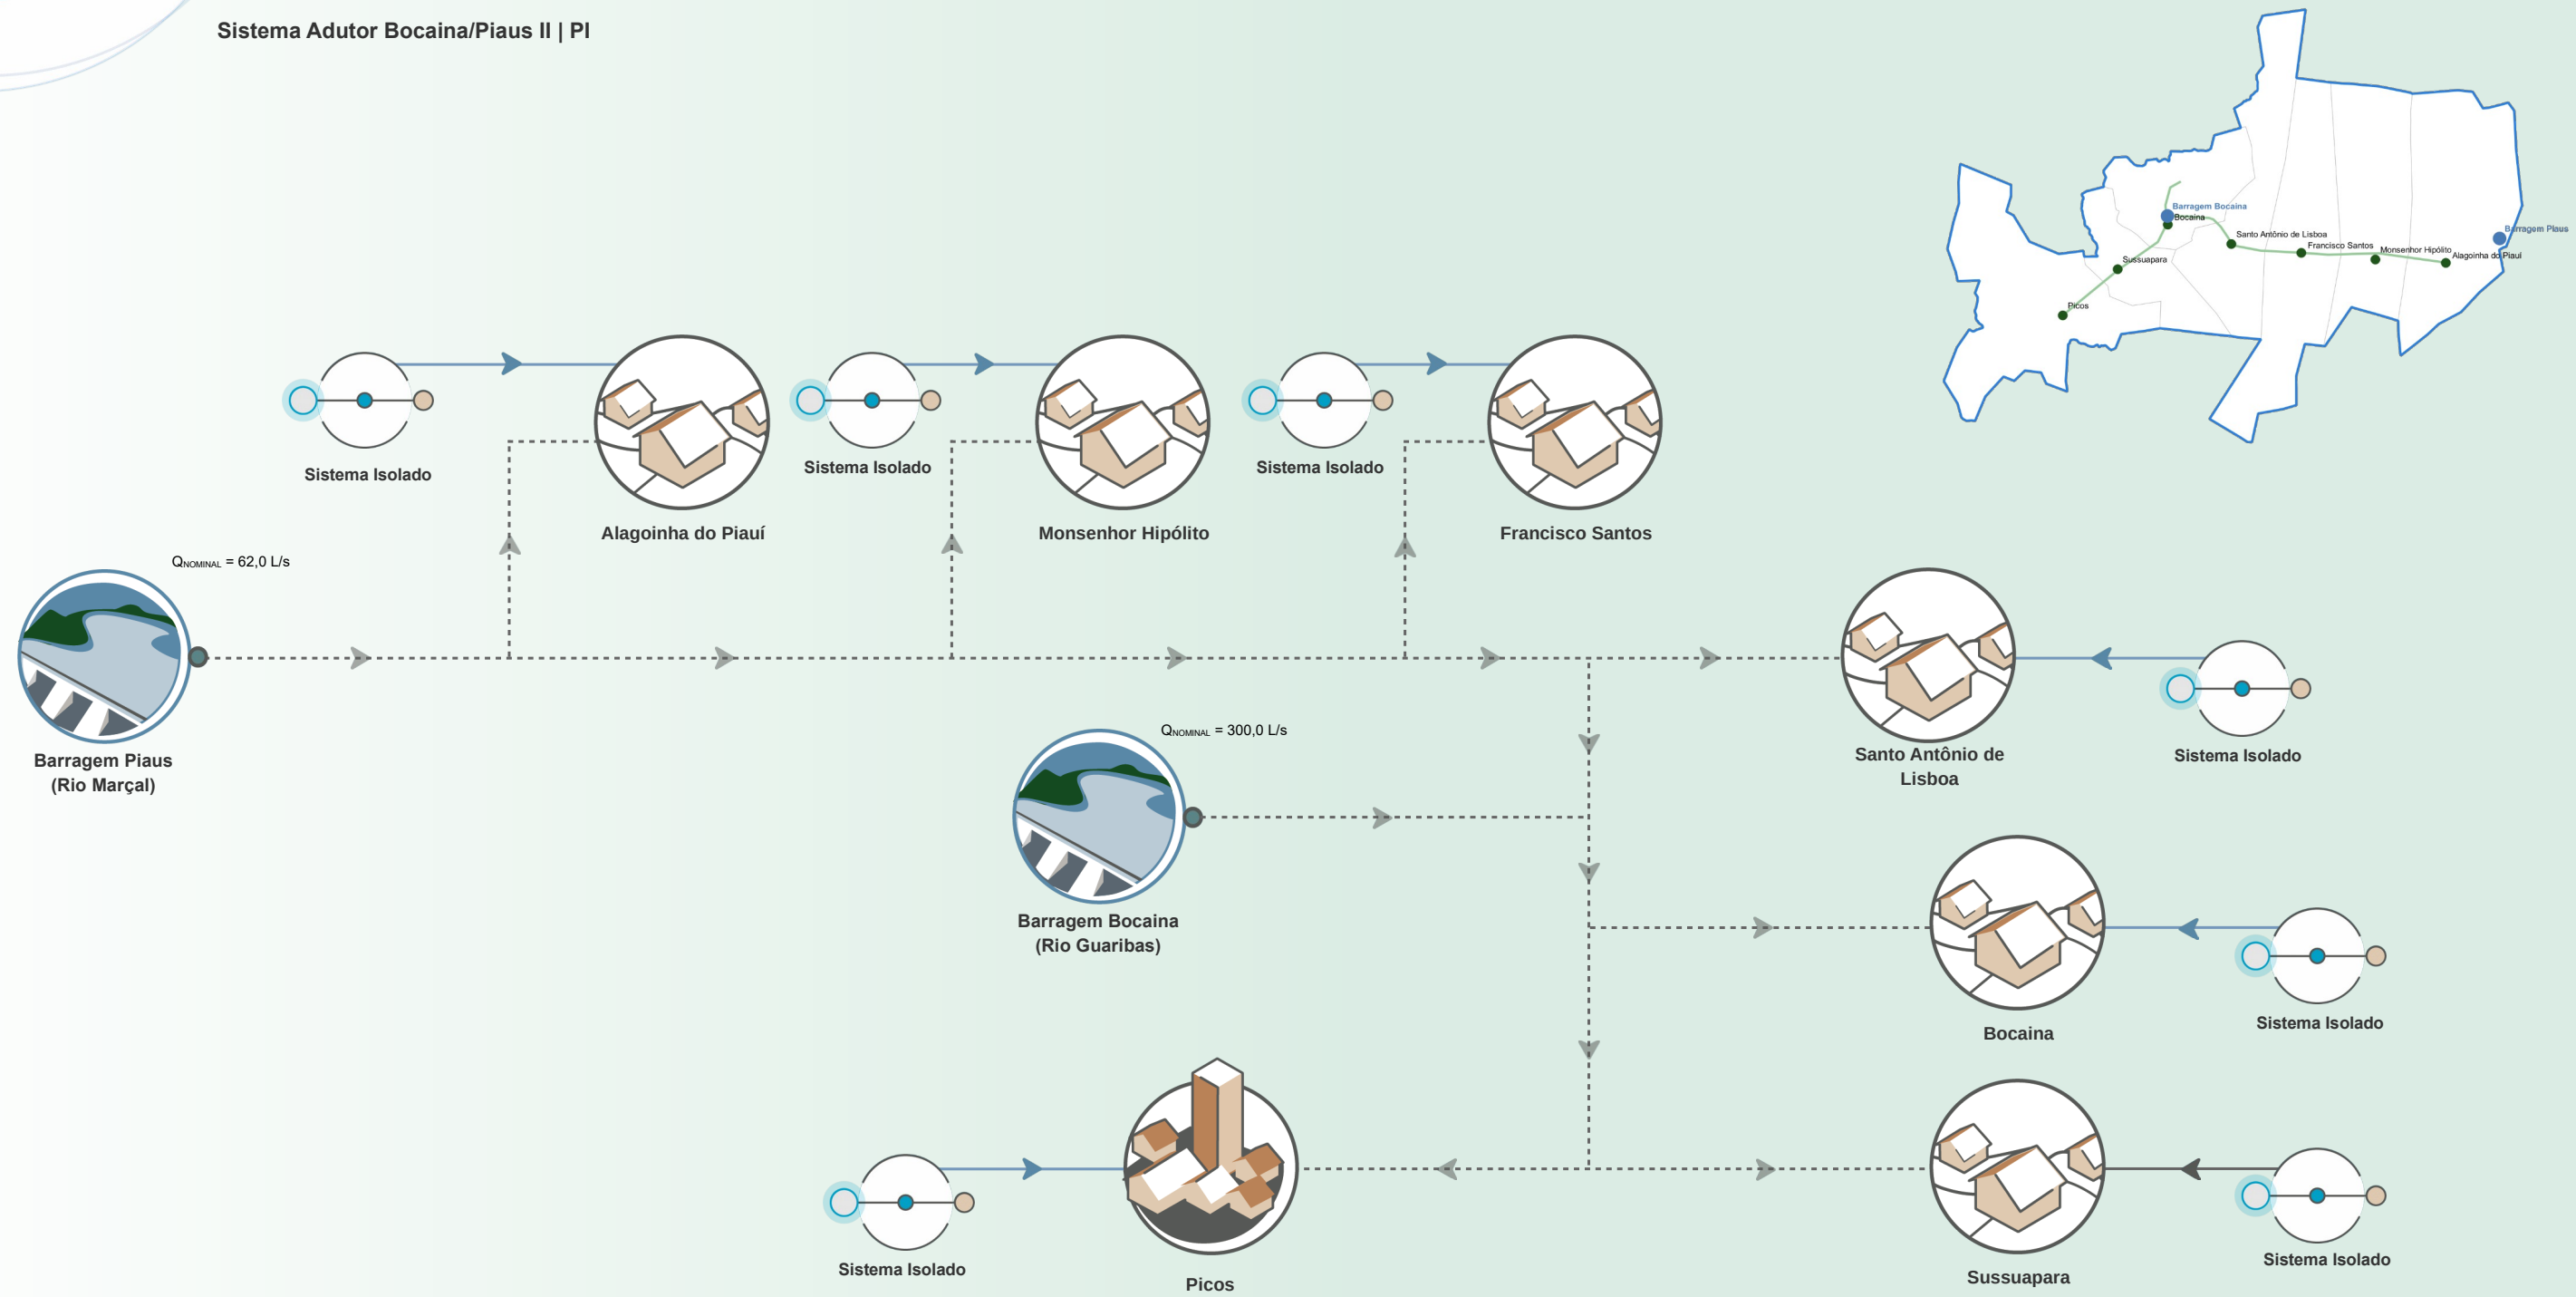 Sistema Adutor Bocaina/Piaus II | PI
Barragem Bocaina
Bocaina
Barragem Piaus
Santo Antônio de Lisboa
Francisco Santos
Monsenhor Hipólito
Alagoinha do Piauí
Sussuapara
Picos
Sistema Isolado
Sistema Isolado
Sistema Isolado
Alagoinha do Piauí
Monsenhor Hipólito
Francisco Santos
QNOMINAL = 62,0 L/s
Barragem Piaus
(Rio Marçal)
QNOMINAL = 300,0 L/s
Barragem Bocaina
(Rio Guaribas)
Santo Antônio de
Lisboa
Sistema Isolado
Bocaina
Sistema Isolado
Sistema Isolado
Picos
Sussuapara
Sistema Isolado